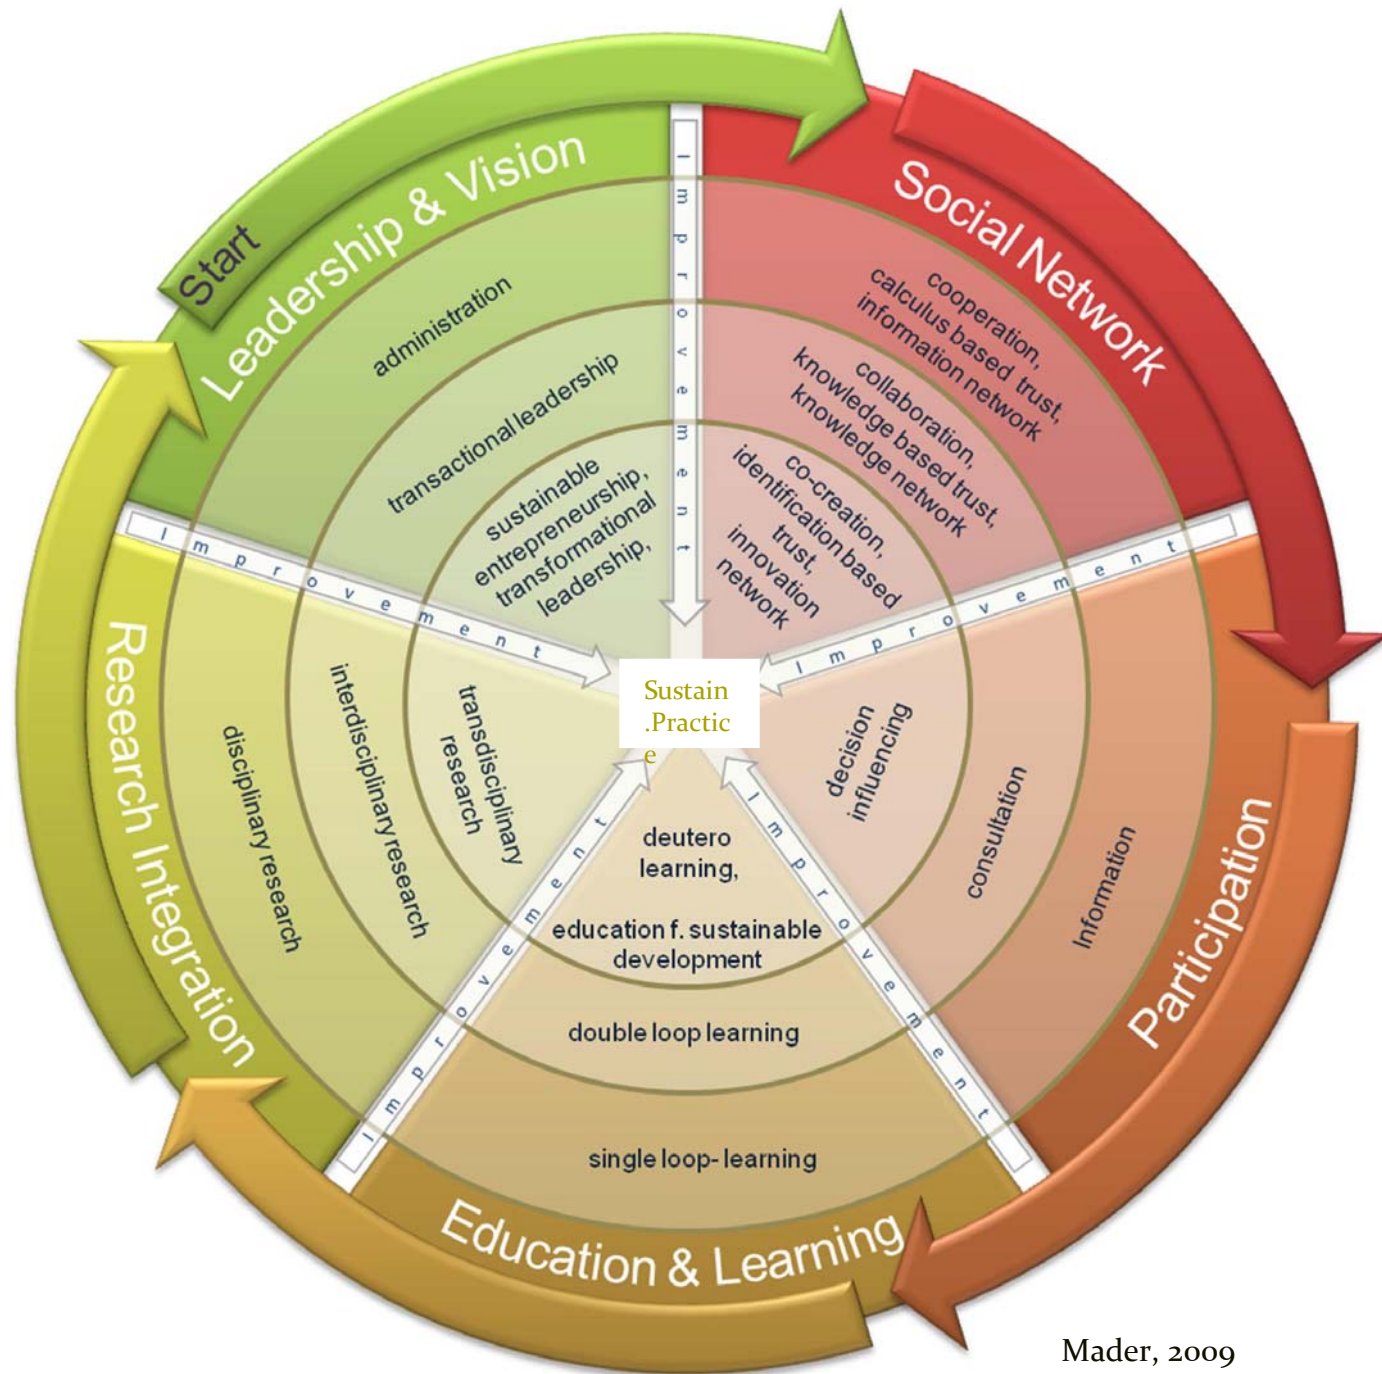 Start
Leadership & Vision
administration
transactional leadership
sustainable
entrepreneurship,
transformational
leadership,
Improvement
Social Network
cooperation,
calculus based trust,
information network
collaboration,
knowledge based trust,
knowledge network
co-creation,
identification based
trust,
innovation
network
Improvement
Participation
Information
consultation
decision
influencing
Improvement
Education & Learning
single loop- learning
double loop learning
deutero
learning,
education f. sustainable
development
Improvement
Research Integration
disciplinary research
interdisciplinary research
transdisciplinary
research
Improvement
Sustain
.Practic
e
Mader, 2009